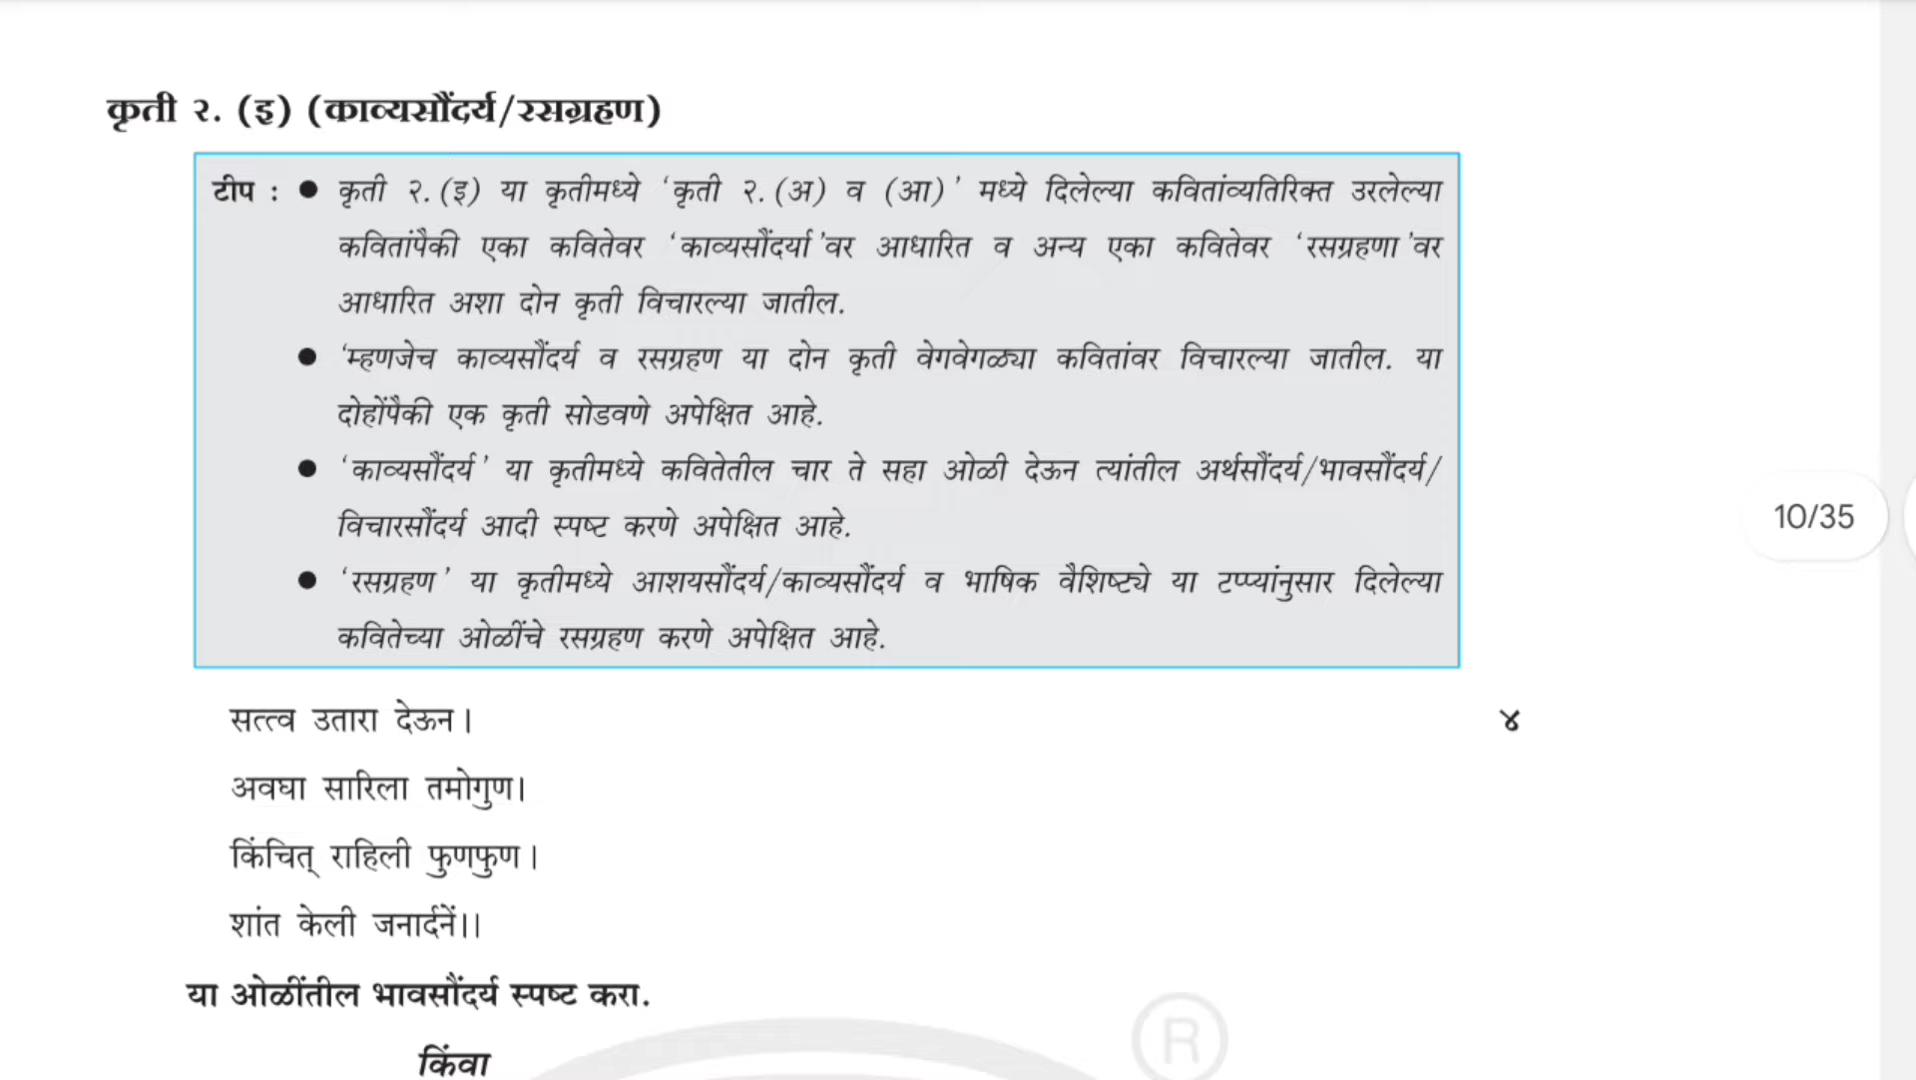 कृती २. (इ) (काव्यसौंदर्य/रसग्रहण)
टीप : ● कृती २. (इ) या कृतीमध्ये ‘कृती २. (अ) व (आ)’ मध्ये दिलेल्या कवितांव्यतिरिक्त उरलेल्या
कवितांपैकी एका कवितेवर ‘काव्यसौंदर्या’वर आधारित व अन्य एका कवितेवर ‘रसग्रहणा’वर
आधारित अशा दोन कृती विचारल्या जातील.
● ‘म्हणजेच काव्यसौंदर्य व रसग्रहण या दोन कृती वेगवेगळ्या कवितांवर विचारल्या जातील. या
दोहोंपैकी एक कृती सोडवणे अपेक्षित आहे.
● ‘काव्यसौंदर्य’ या कृतीमध्ये कवितेतील चार ते सहा ओळी देऊन त्यांतील अर्थसौंदर्य/भावसौंदर्य/
विचारसौंदर्य आदी स्पष्ट करणे अपेक्षित आहे.
● ‘रसग्रहण’ या कृतीमध्ये आशयसौंदर्य/काव्यसौंदर्य व भाषिक वैशिष्ट्ये या टप्प्यांनुसार दिलेल्या
कवितेच्या ओळींचे रसग्रहण करणे अपेक्षित आहे.
10/35
सत्त्व उतारा देऊन। ४
अवघा सारिला तमोगुण।
किंचित् राहिली फुणफुण।
शांत केली जनार्दनें।।
या ओळींतील भावसौंदर्य स्पष्ट करा.
किंवा
R